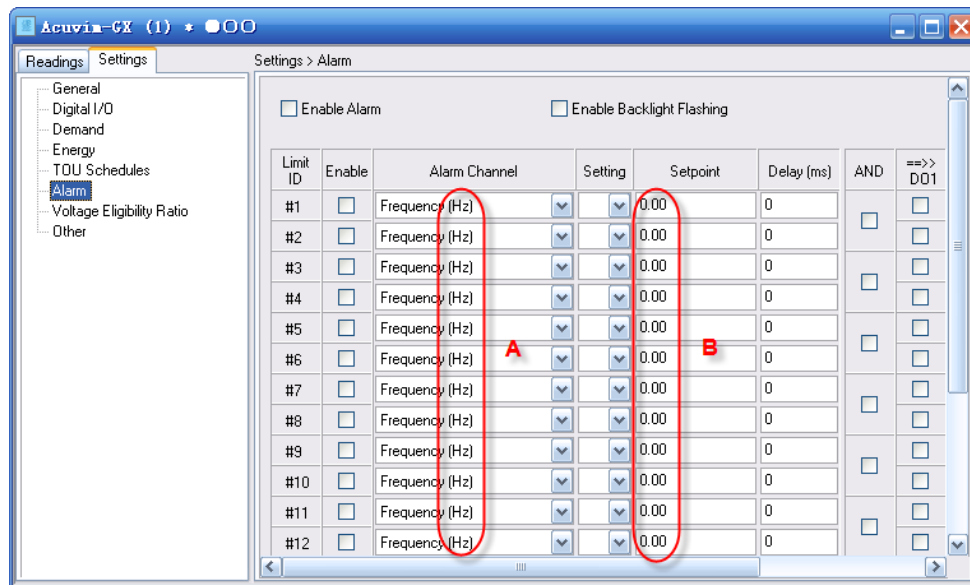 Acuvim-GX (1) *
Readings Settings
Settings > Alarm
General
Digital I/O
Demand
Energy
TOU Schedules
Alarm
Voltage Eligibility Ratio
Other
Enable Alarm Enable Backlight Flashing
Limit ID Enable Alarm Channel Setting Setpoint Delay (ms) AND ==>> DO1
#1 Frequency (Hz) 0.00 0
#2 Frequency (Hz) 0.00 0
#3 Frequency (Hz) 0.00 0
#4 Frequency (Hz) 0.00 0
#5 Frequency (Hz) 0.00 0
A B
#6 Frequency (Hz) 0.00 0
#7 Frequency (Hz) 0.00 0
#8 Frequency (Hz) 0.00 0
#9 Frequency (Hz) 0.00 0
#10 Frequency (Hz) 0.00 0
#11 Frequency (Hz) 0.00 0
#12 Frequency (Hz) 0.00 0